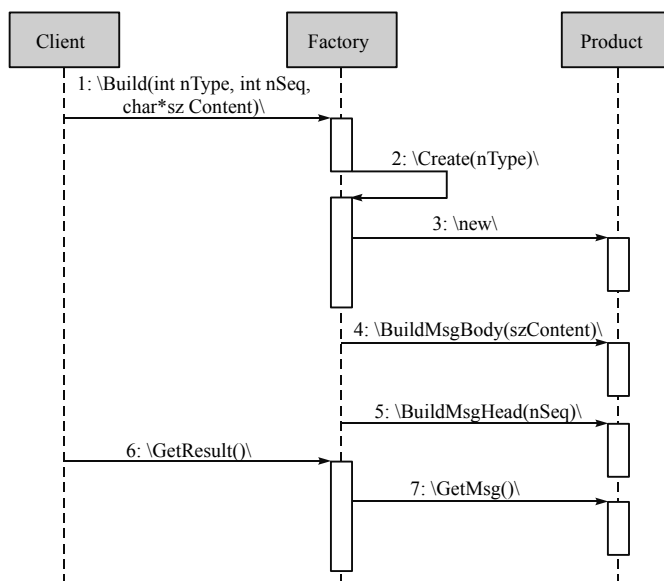 Client
Factory
Product
1: \Build(int nType, int nSeq,
char*sz Content)\
2: \Create(nType)\
3: \new\
4: \BuildMsgBody(szContent)\
5: \BuildMsgHead(nSeq)\
6: \GetResult()\
7: \GetMsg()\